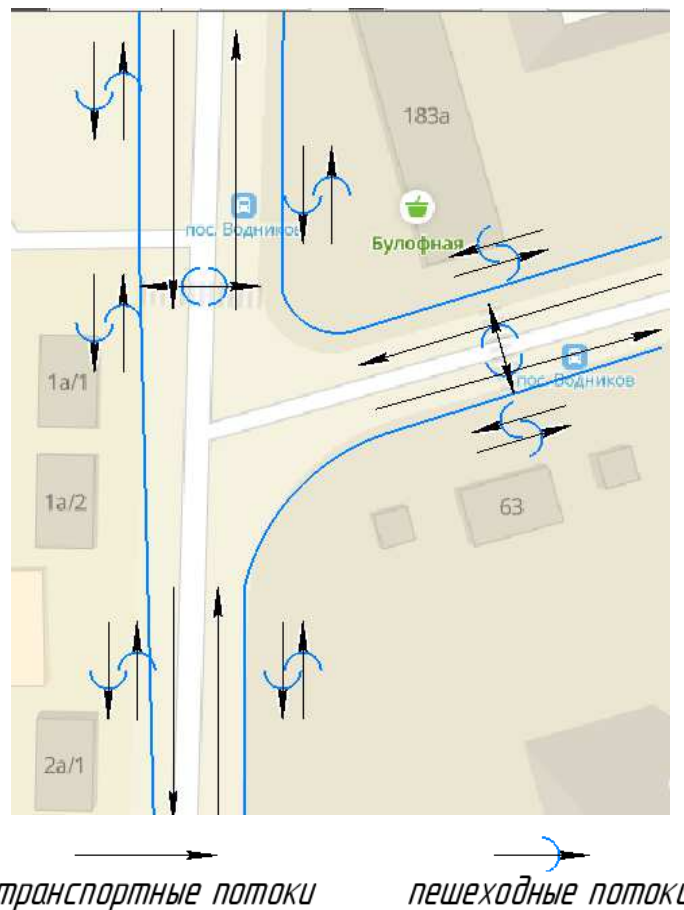 183а
пос. Водников
Булофная
1а/1
пос. Водников
1а/2
63
2а/1
транспортные потоки
пешеходные потоки